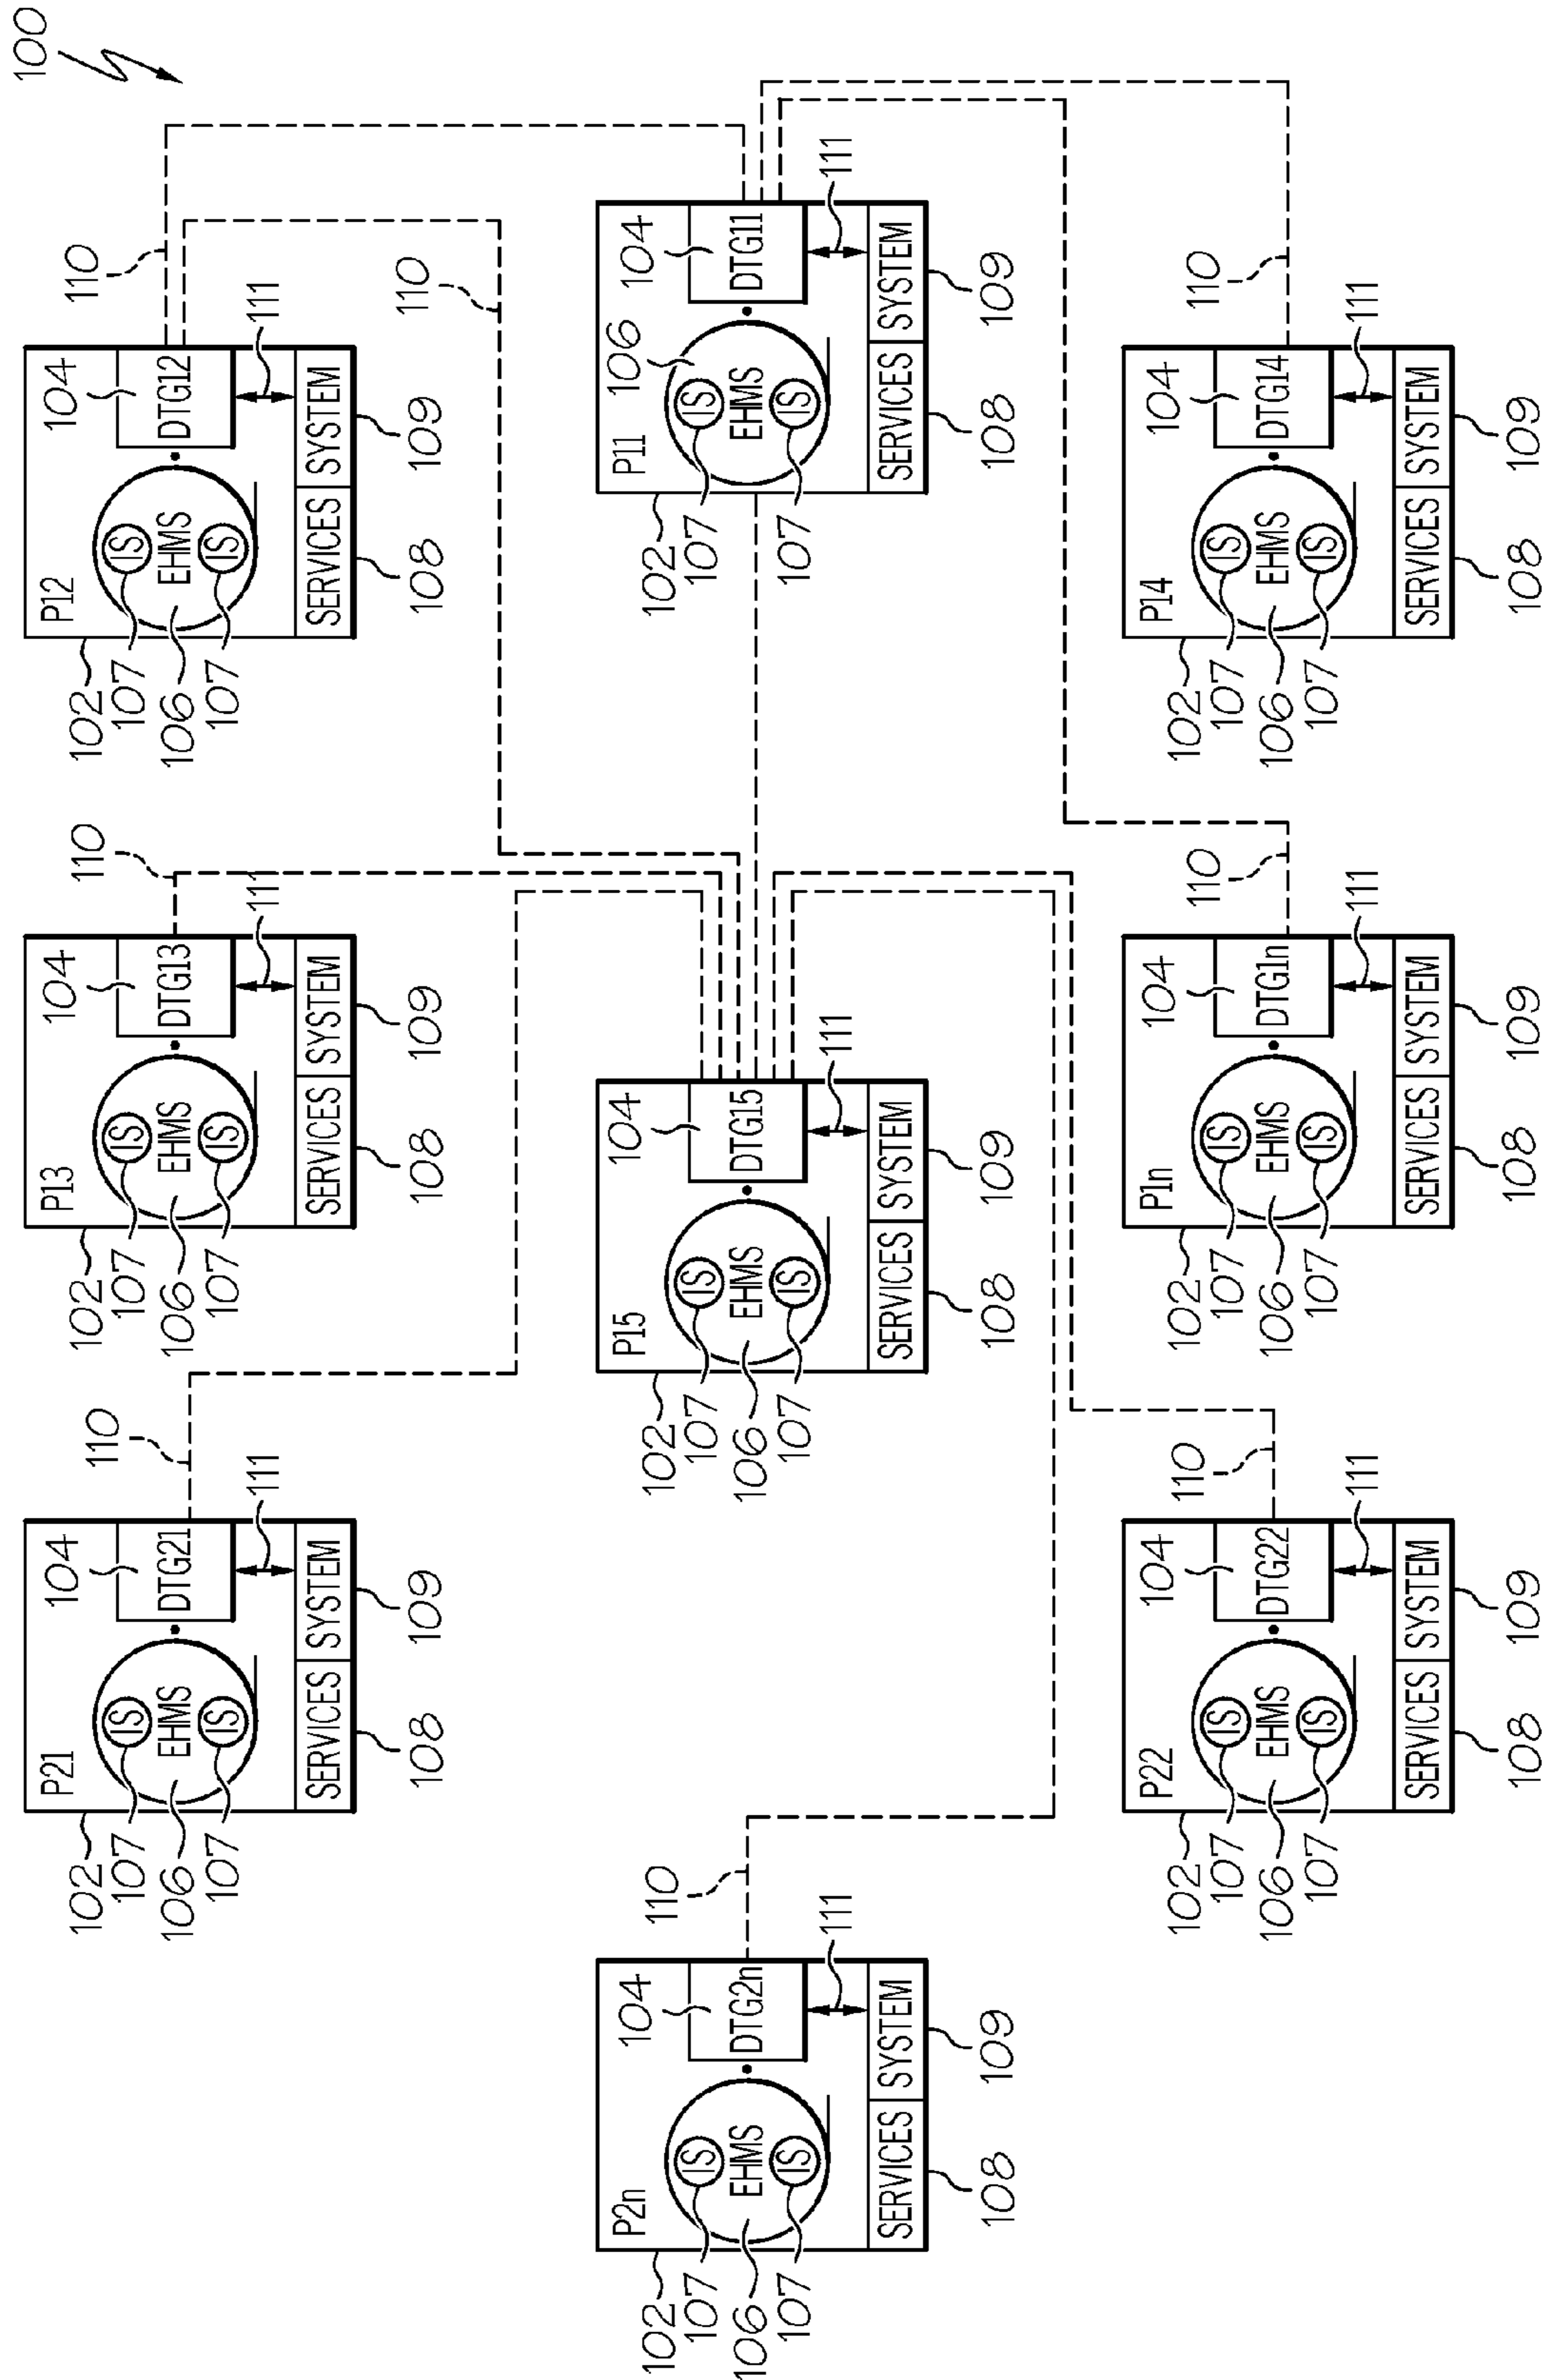 100
P21
102
104
107
IS
EHMS
IS
106
107
DTG21
110
111
SERVICES
SYSTEM
108
109
P13
102
104
107
IS
EHMS
IS
106
107
DTG13
110
111
SERVICES
SYSTEM
108
109
P12
102
104
107
IS
EHMS
IS
106
107
DTG12
110
111
SERVICES
SYSTEM
108
109
110
P2n
102
104
107
IS
EHMS
IS
106
107
DTG2n
110
111
SERVICES
SYSTEM
108
109
P15
102
104
107
IS
EHMS
IS
106
107
DTG15
111
SERVICES
SYSTEM
108
109
P11
106
102
104
107
IS
EHMS
IS
107
DTG11
111
SERVICES
SYSTEM
108
109
P22
102
104
107
IS
EHMS
IS
106
107
DTG22
110
111
SERVICES
SYSTEM
108
109
P1n
102
104
107
IS
EHMS
IS
106
107
DTG1n
110
111
SERVICES
SYSTEM
108
109
P14
102
104
107
IS
EHMS
IS
106
107
DTG14
110
111
SERVICES
SYSTEM
108
109